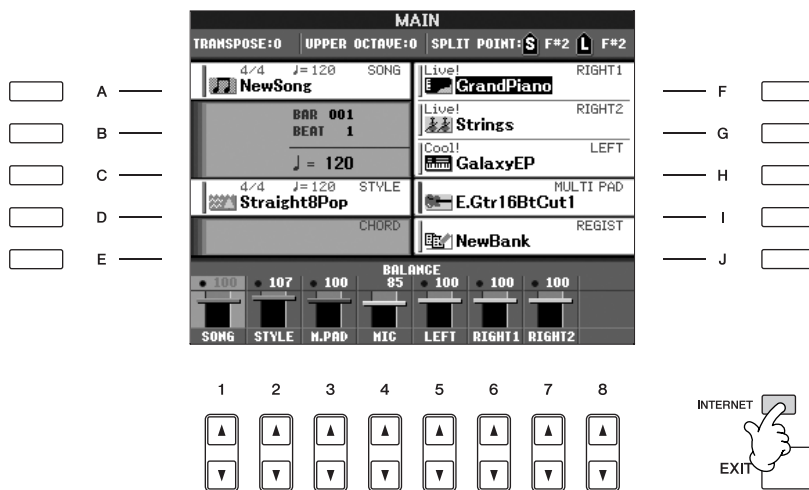 MAIN
TRANSPOSE:0 UPPER OCTAVE:0 SPLIT POINT: S F#2 L F#2
4/4 ♩=120 SONG
NewSong
BAR 001
BEAT 1
♩ = 120
4/4 ♩=120 STYLE
Straight8Pop
CHORD
Live! RIGHT1
GrandPiano
Live! RIGHT2
Strings
Cool! LEFT
GalaxyEP
MULTI PAD
E.Gtr16BtCut1
REGIST
NewBank
BALANCE
100 107 100 85 100 100 100
SONG STYLE M.PAD MIC LEFT RIGHT1 RIGHT2
A
B
C
D
E
F
G
H
I
J
1 2 3 4 5 6 7 8
INTERNET
EXIT